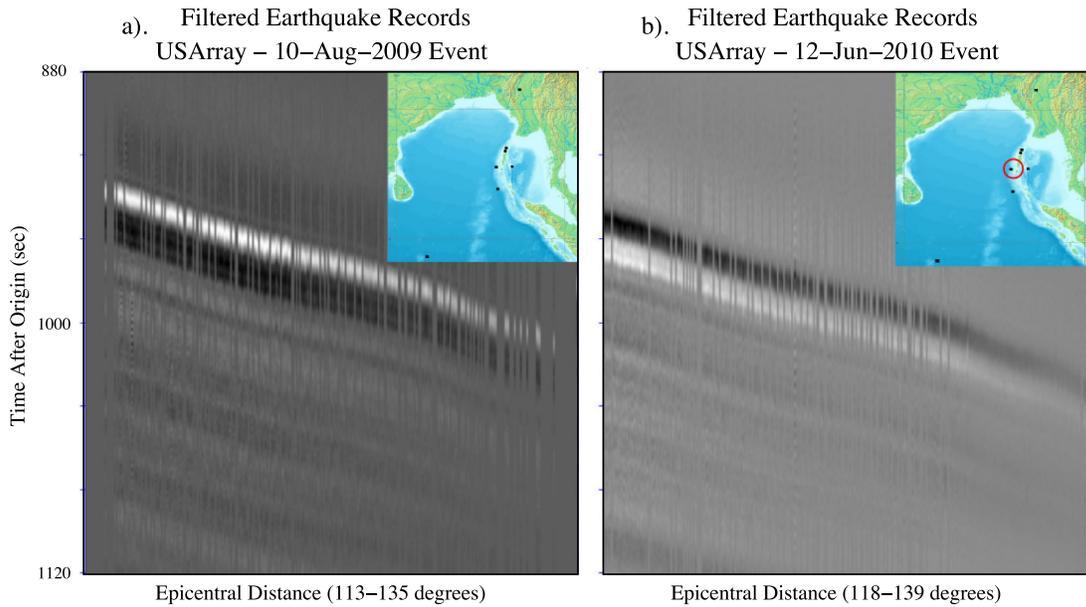 a).
Filtered Earthquake Records
USArray – 10–Aug–2009 Event
b).
Filtered Earthquake Records
USArray – 12–Jun–2010 Event
880
1000
1120
Time After Origin (sec)
Epicentral Distance (113–135 degrees)
Epicentral Distance (118–139 degrees)